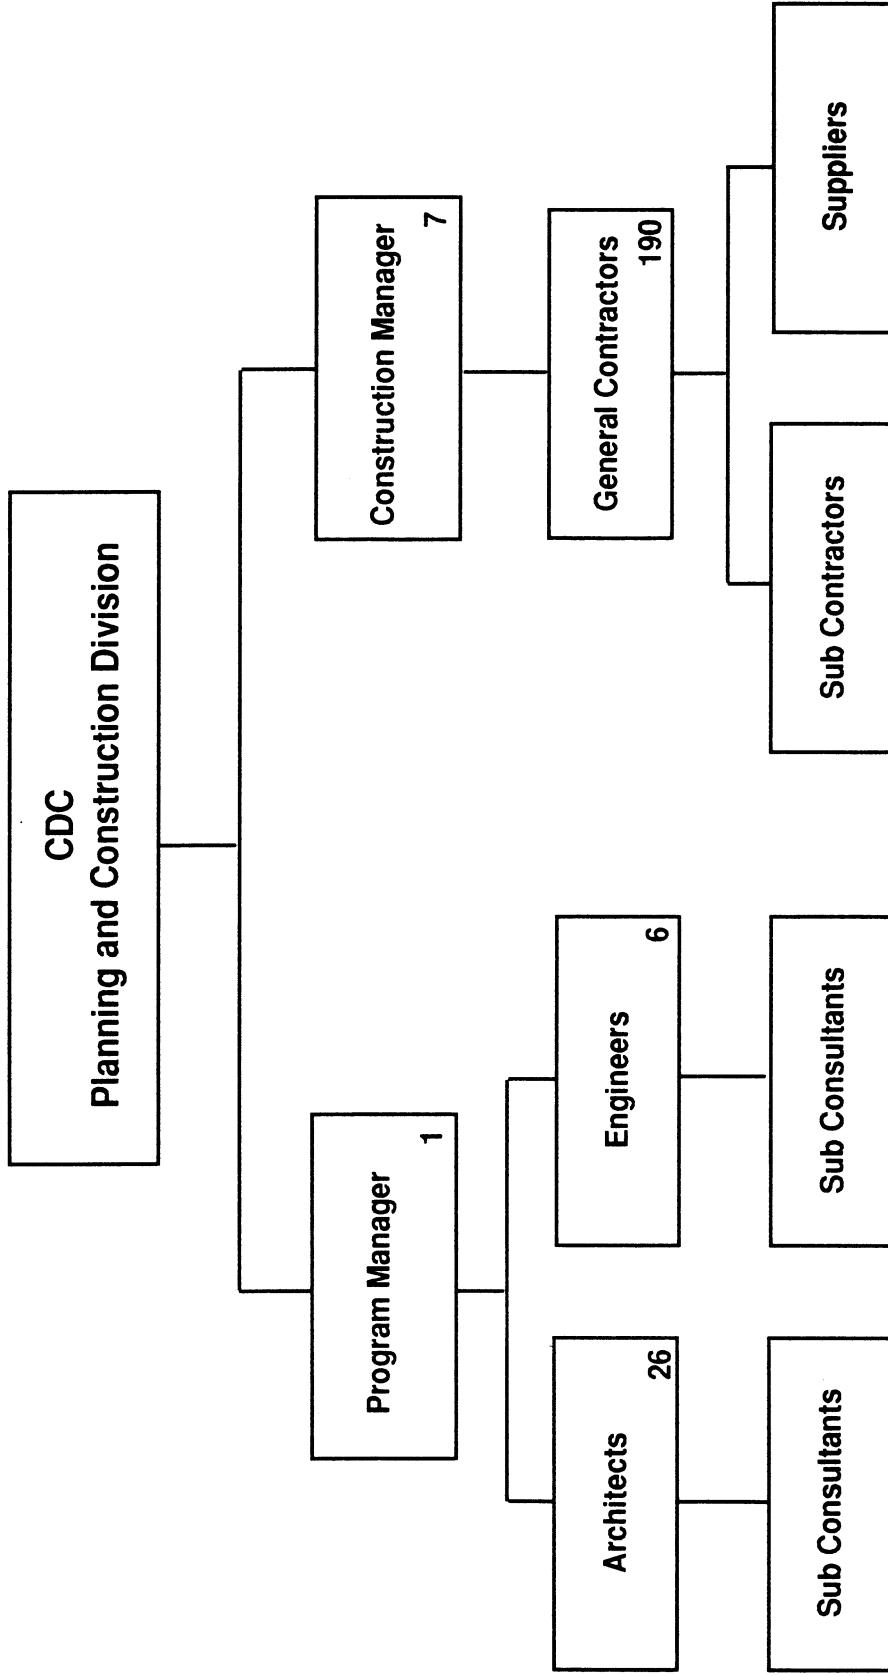 CDC
Planning and Construction Division
Program Manager
1
Construction Manager
7
Architects
26
Engineers
6
General Contractors
190
Sub Consultants
Sub Consultants
Sub Contractors
Suppliers